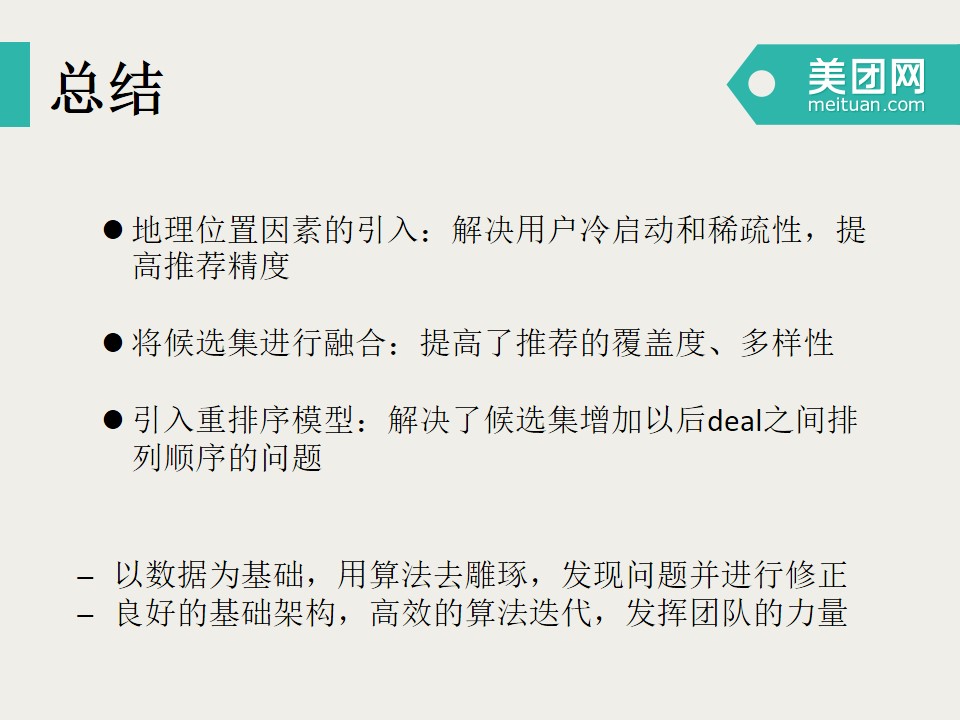 总结
美团网
meituan.com
● 地理位置因素的引入：解决用户冷启动和稀疏性，提
高推荐精度
● 将候选集进行融合：提高了推荐的覆盖度、多样性
● 引入重排序模型：解决了候选集增加以后deal之间排
列顺序的问题
– 以数据为基础，用算法去雕琢，发现问题并进行修正
– 良好的基础架构，高效的算法迭代，发挥团队的力量